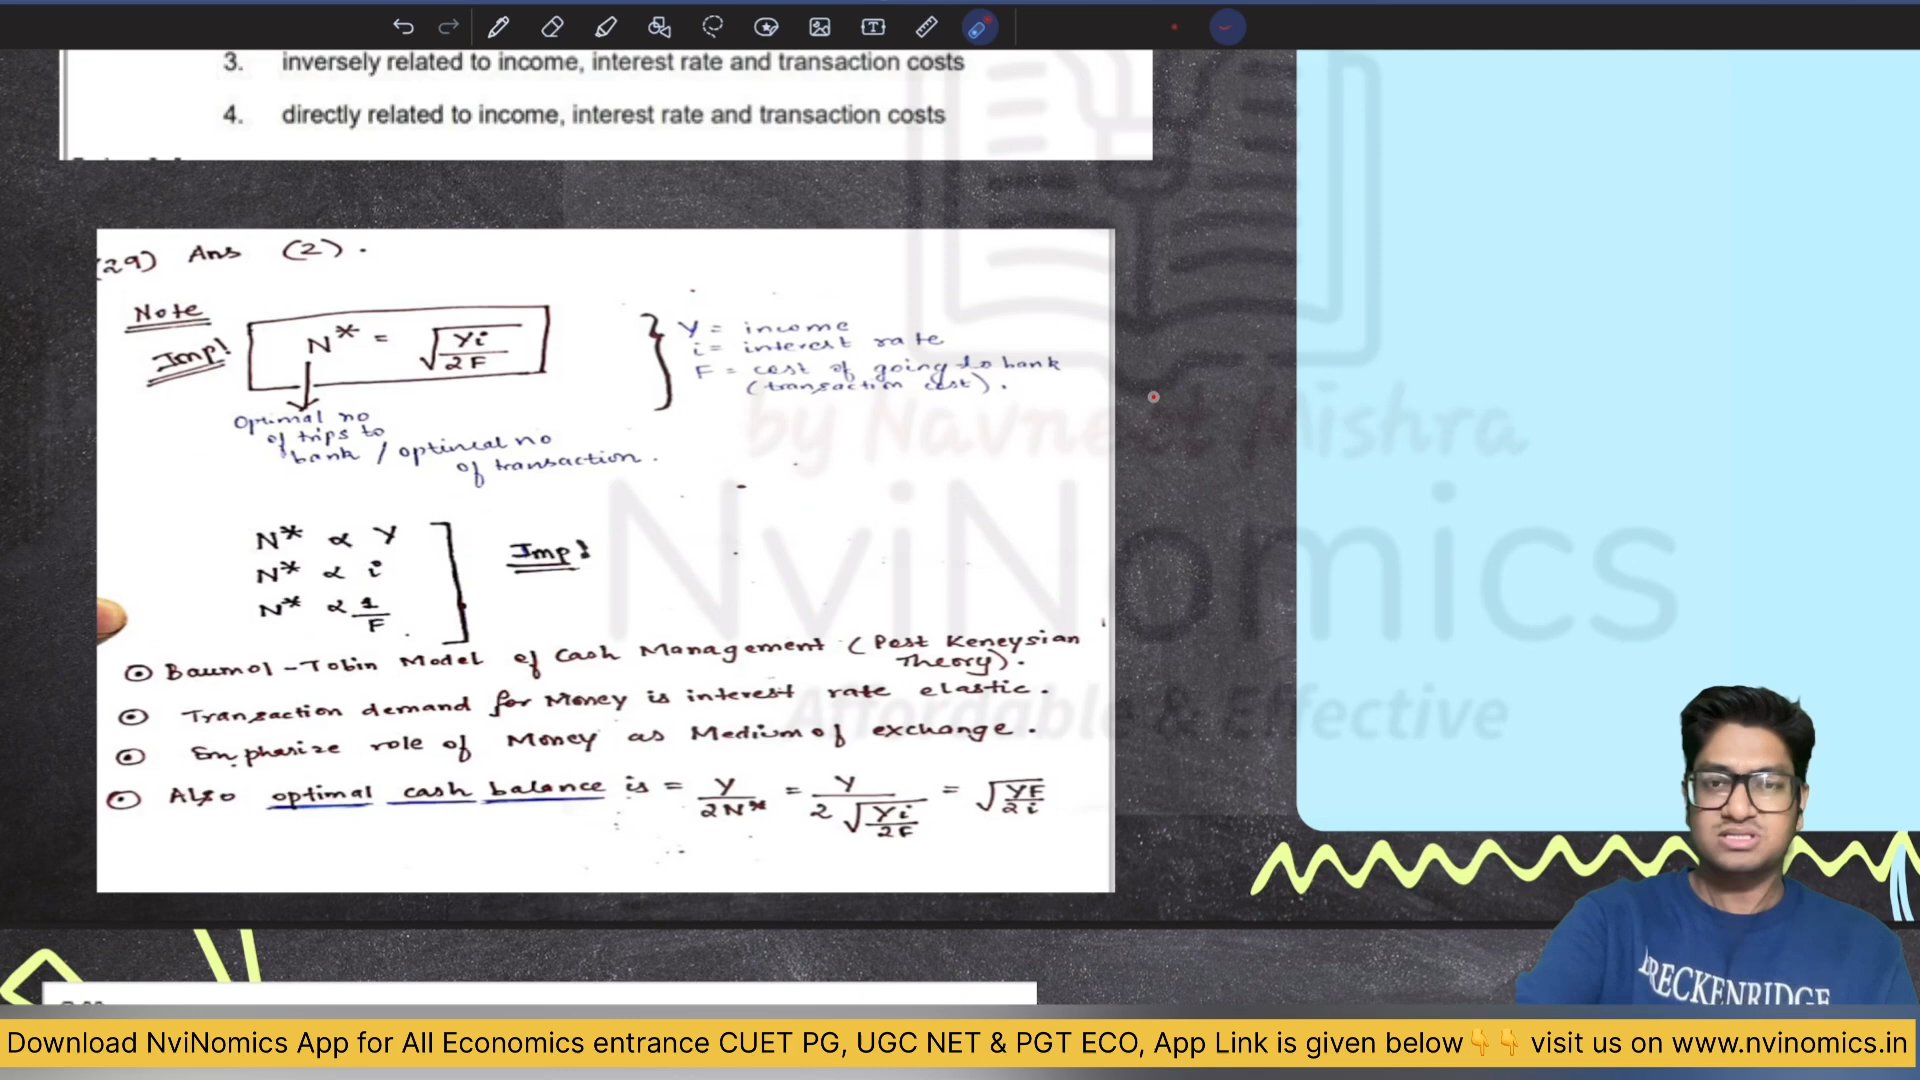 3. inversely related to income, interest rate and transaction costs
4. directly related to income, interest rate and transaction costs
(29) Ans (2).
Note
Imp!
N* = √Yi/2F
Y = income
i = interest rate
F = cost of going to bank
(transaction cost).
Optimal no
of trips to
bank / optimal no
of transaction.
N* ∝ Y
N* ∝ i
N* ∝ 1/F
Imp!
Baumol-Tobin Model of Cash Management (Post Keneysian
Theory).
Transaction demand for Money is interest rate elastic.
Emphasize role of Money as Medium of exchange.
Also optimal cash balance is = Y/2N* = Y/2√Yi/2F = √YF/2i
by Navneet Mishra
NviNomics
Affordable & Effective
BRECKENRIDGE
Download NviNomics App for All Economics entrance CUET PG, UGC NET & PGT ECO, App Link is given below👇👇 visit us on www.nvinomics.in